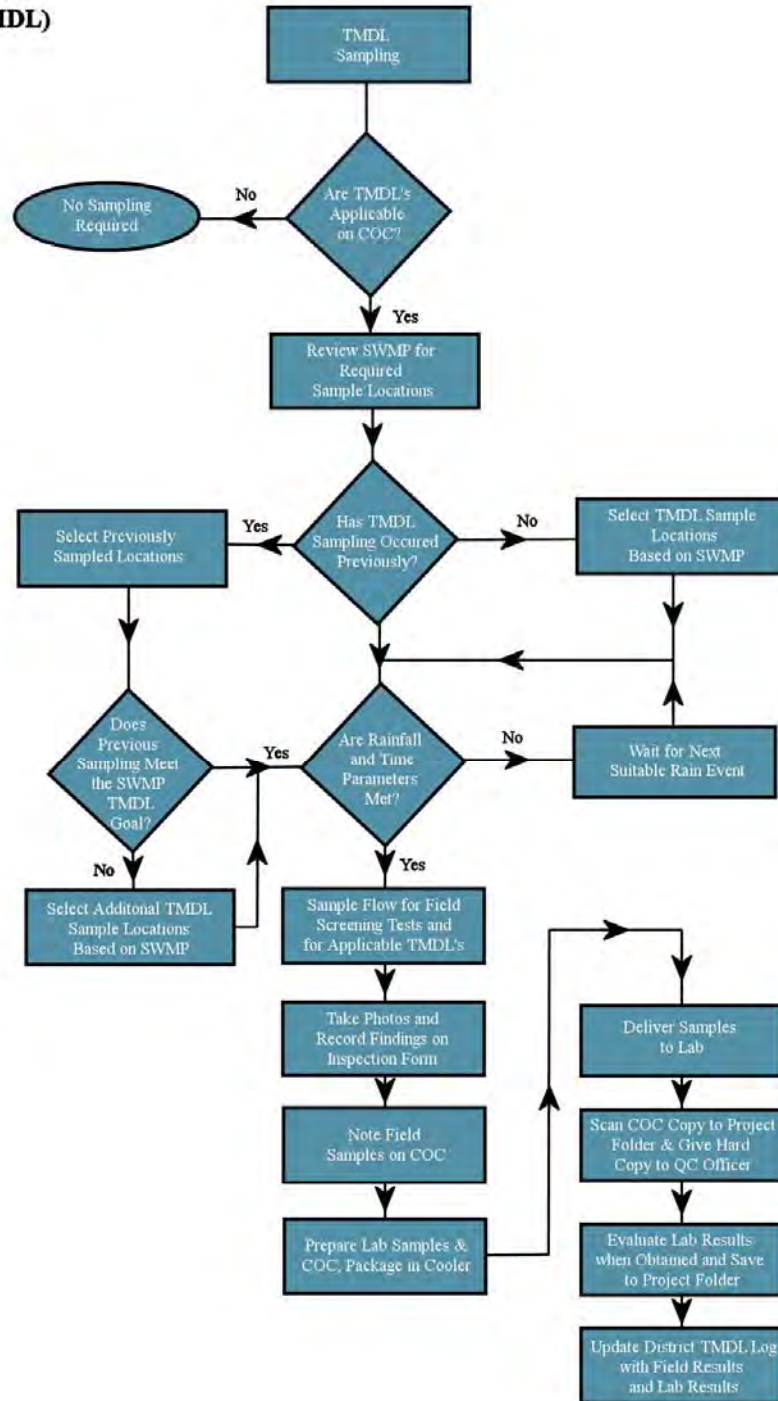 MDL)
TMDL
Sampling
Are TMDL's
Applicable
on COC?
No
No Sampling
Required
Yes
Review SWMP for
Required
Sample Locations
Has TMDL
Sampling Occured
Previously?
Yes
Select Previously
Sampled Locations
No
Select TMDL Sample
Locations
Based on SWMP
Does
Previous
Sampling Meet
the SWMP
TMDL
Goal?
Yes
Are Rainfall
and Time
Parameters
Met?
No
Wait for Next
Suitable Rain Event
No
Select Additonal TMDL
Sample Locations
Based on SWMP
Yes
Sample Flow for Field
Screening Tests and
for Applicable TMDL's
Take Photos and
Record Findings on
Inspection Form
Note Field
Samples on COC
Prepare Lab Samples &
COC, Package in Cooler
Deliver Samples
to Lab
Scan COC Copy to Project
Folder & Give Hard
Copy to QC Officer
Evaluate Lab Results
when Obtained and Save
to Project Folder
Update District TMDL Log
with Field Results
and Lab Results